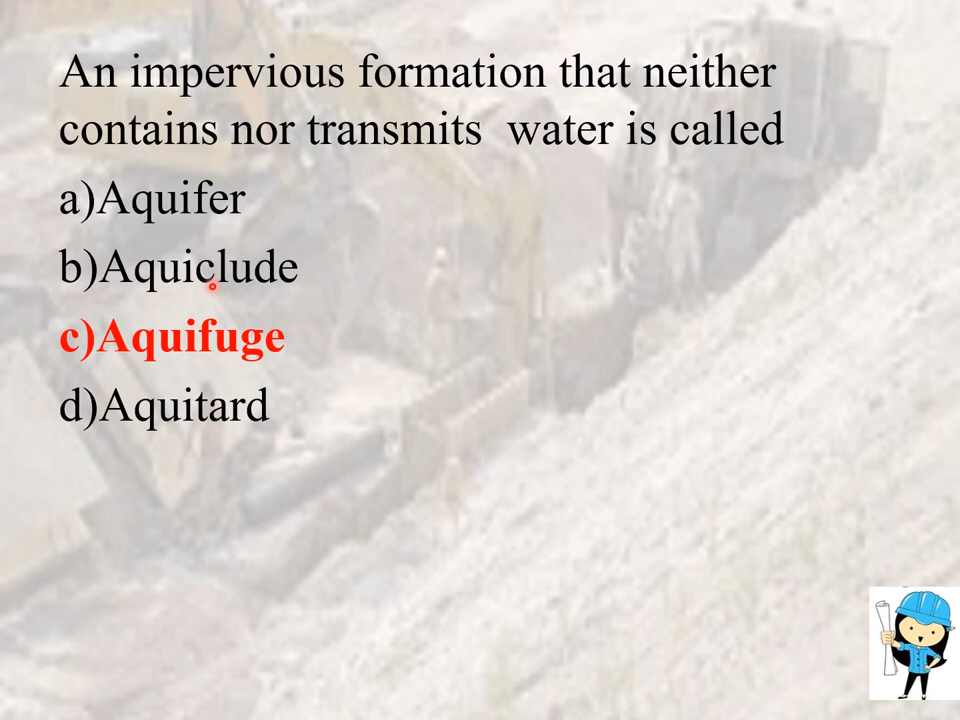 An impervious formation that neither
contains nor transmits water is called
a)Aquifer
b)Aquiclude
c)Aquifuge
d)Aquitard